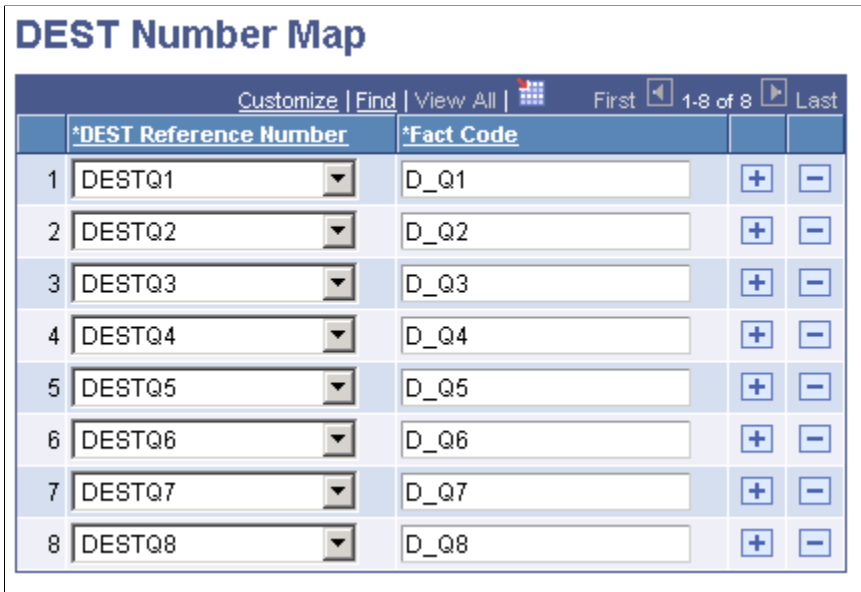 DEST Number Map
Customize | Find | View All | First 1-8 of 8 Last
*DEST Reference Number *Fact Code
1 DESTQ1 D_Q1
2 DESTQ2 D_Q2
3 DESTQ3 D_Q3
4 DESTQ4 D_Q4
5 DESTQ5 D_Q5
6 DESTQ6 D_Q6
7 DESTQ7 D_Q7
8 DESTQ8 D_Q8